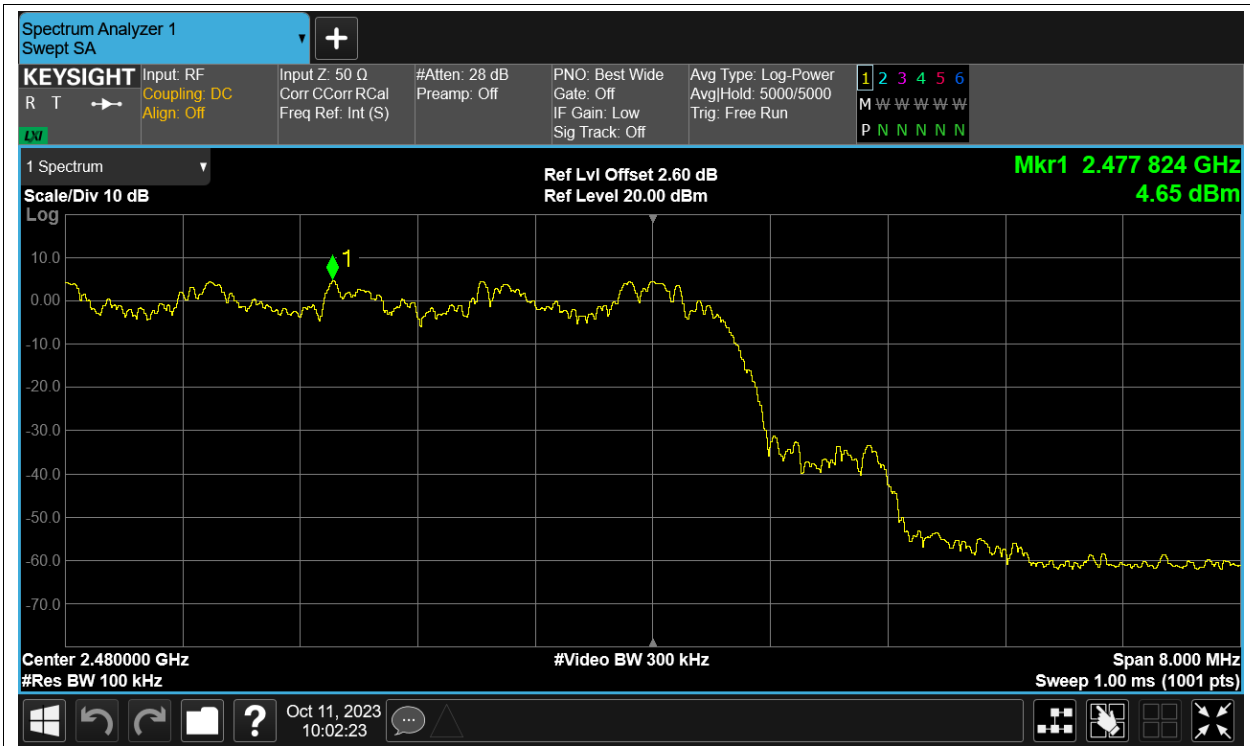 Spectrum Analyzer 1
Swept SA
KEYSIGHT
R T
LXI
Input: RF
Coupling: DC
Align: Off
Input Z: 50 Ω
Corr CCorr RCal
Freq Ref: Int (S)
#Atten: 28 dB
Preamp: Off
PNO: Best Wide
Gate: Off
IF Gain: Low
Sig Track: Off
Avg Type: Log-Power
Avg|Hold: 5000/5000
Trig: Free Run
1 2 3 4 5 6
M W W W W W
P N N N N N
1 Spectrum
Scale/Div 10 dB
Log
Ref Lvl Offset 2.60 dB
Ref Level 20.00 dBm
Mkr1 2.477 824 GHz
4.65 dBm
1
10.0
0.00
-10.0
-20.0
-30.0
-40.0
-50.0
-60.0
-70.0
Center 2.480000 GHz
#Res BW 100 kHz
#Video BW 300 kHz
Span 8.000 MHz
Sweep 1.00 ms (1001 pts)
?
Oct 11, 2023
10:02:23